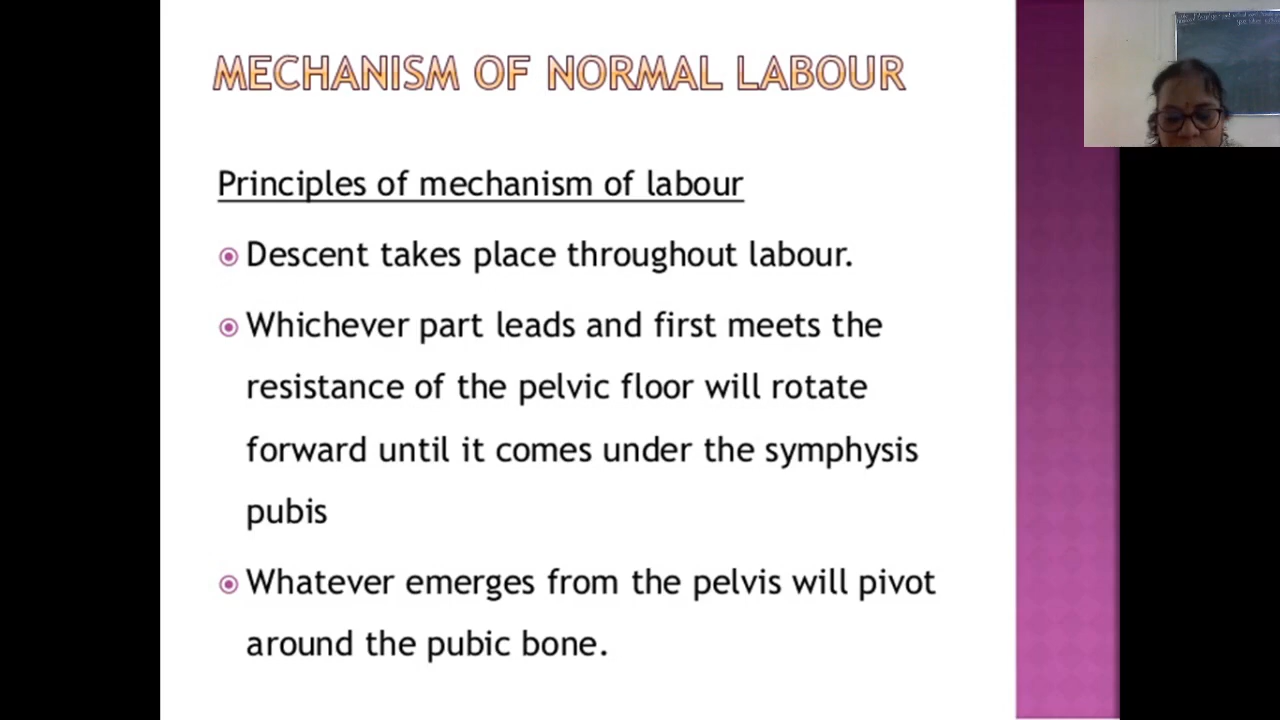 MECHANISM OF NORMAL LABOUR
Principles of mechanism of labour
Descent takes place throughout labour.
Whichever part leads and first meets the
resistance of the pelvic floor will rotate
forward until it comes under the symphysis
pubis
Whatever emerges from the pelvis will pivot
around the pubic bone.